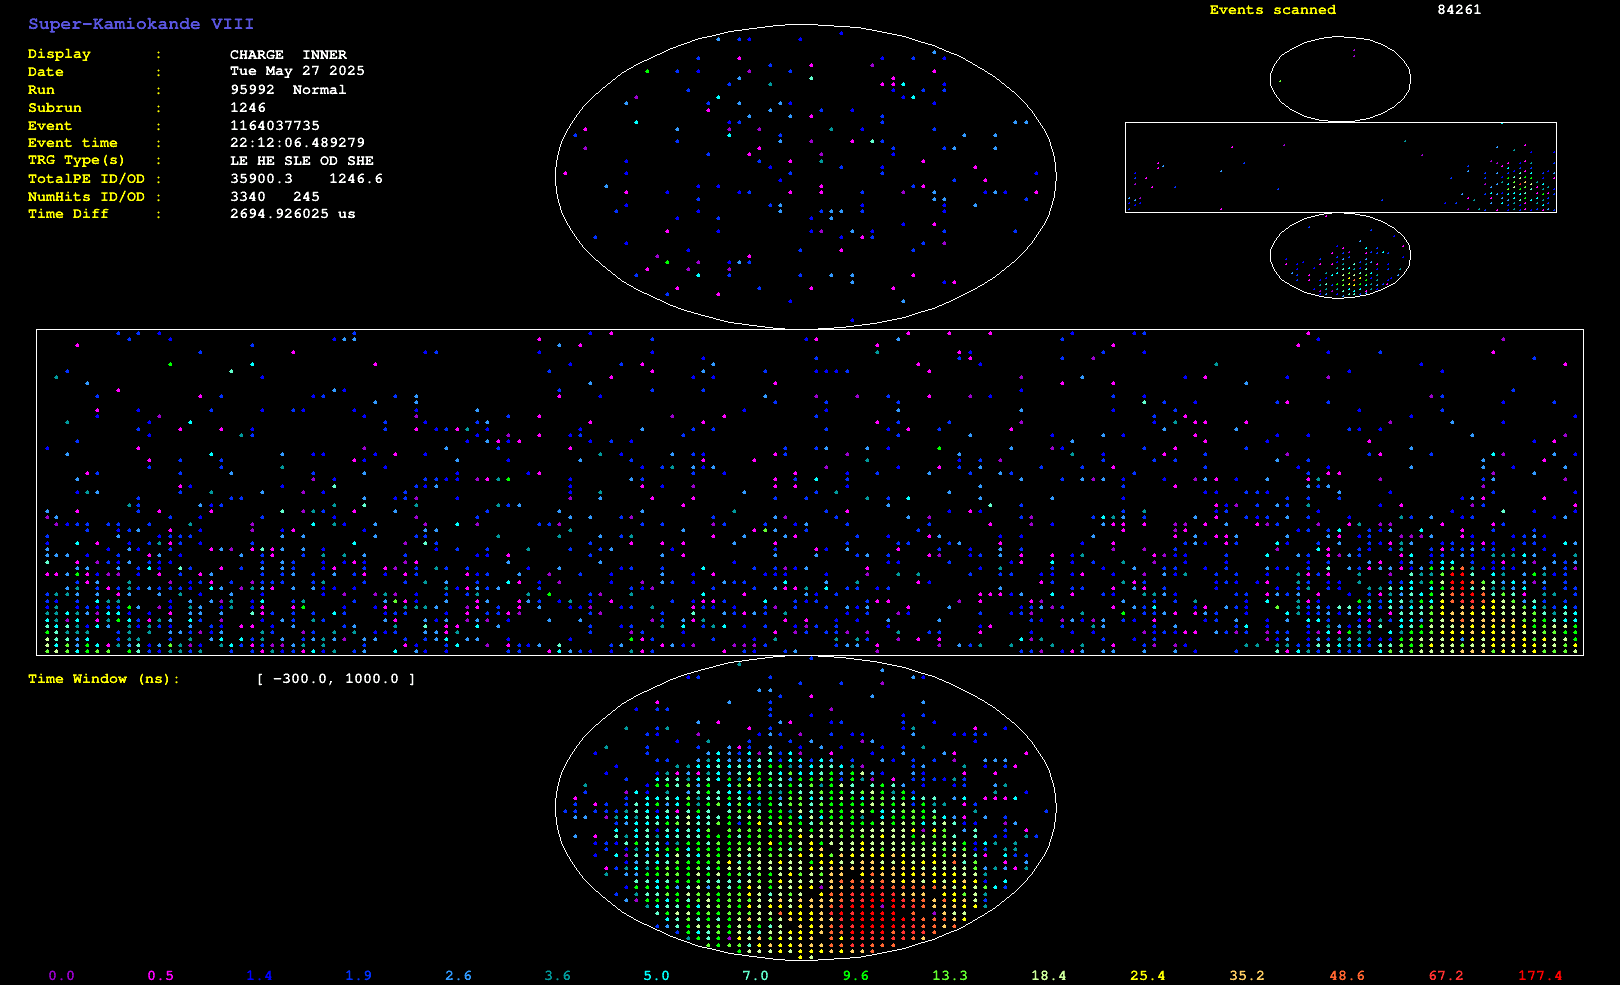 Super-Kamiokande VIII
Events scanned 84261
Display : CHARGE INNER
Date : Tue May 27 2025
Run : 95992 Normal
Subrun : 1246
Event : 1164037735
Event time : 22:12:06.489279
TRG Type(s) : LE HE SLE OD SHE
TotalPE ID/OD : 35900.3 1246.6
NumHits ID/OD : 3340 245
Time Diff : 2694.926025 us
Time Window (ns): [ -300.0, 1000.0 ]
0.0 0.5 1.4 1.9 2.6 3.6 5.0 7.0 9.6 13.3 18.4 25.4 35.2 48.6 67.2 177.4